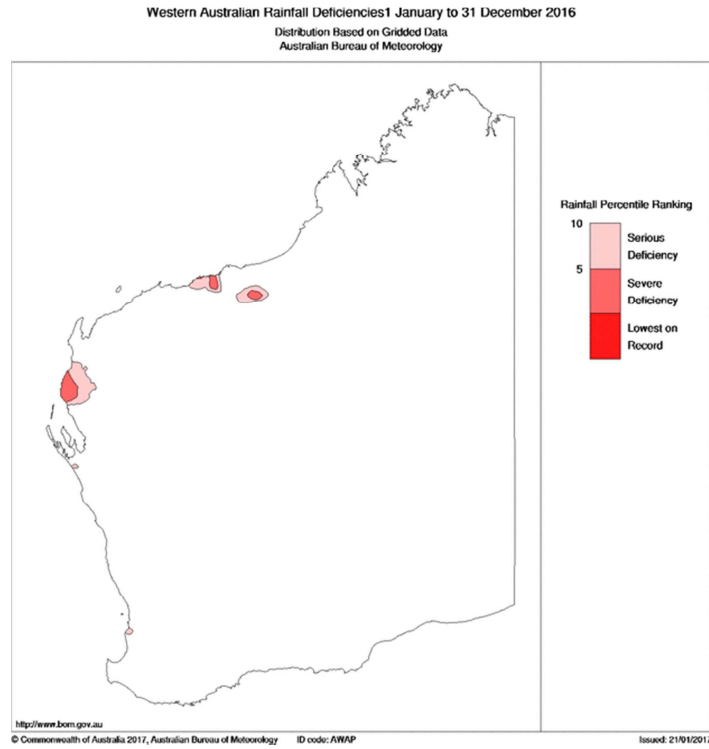 Western Australian Rainfall Deficiencies1 January to 31 December 2016
Distribution Based on Gridded Data
Australian Bureau of Meteorology
Rainfall Percentile Ranking
10
Serious
Deficiency
5
Severe
Deficiency
Lowest on
Record
http://www.bom.gov.au
© Commonwealth of Australia 2017, Australian Bureau of Meteorology ID code: AWAP Issued: 21/01/2017